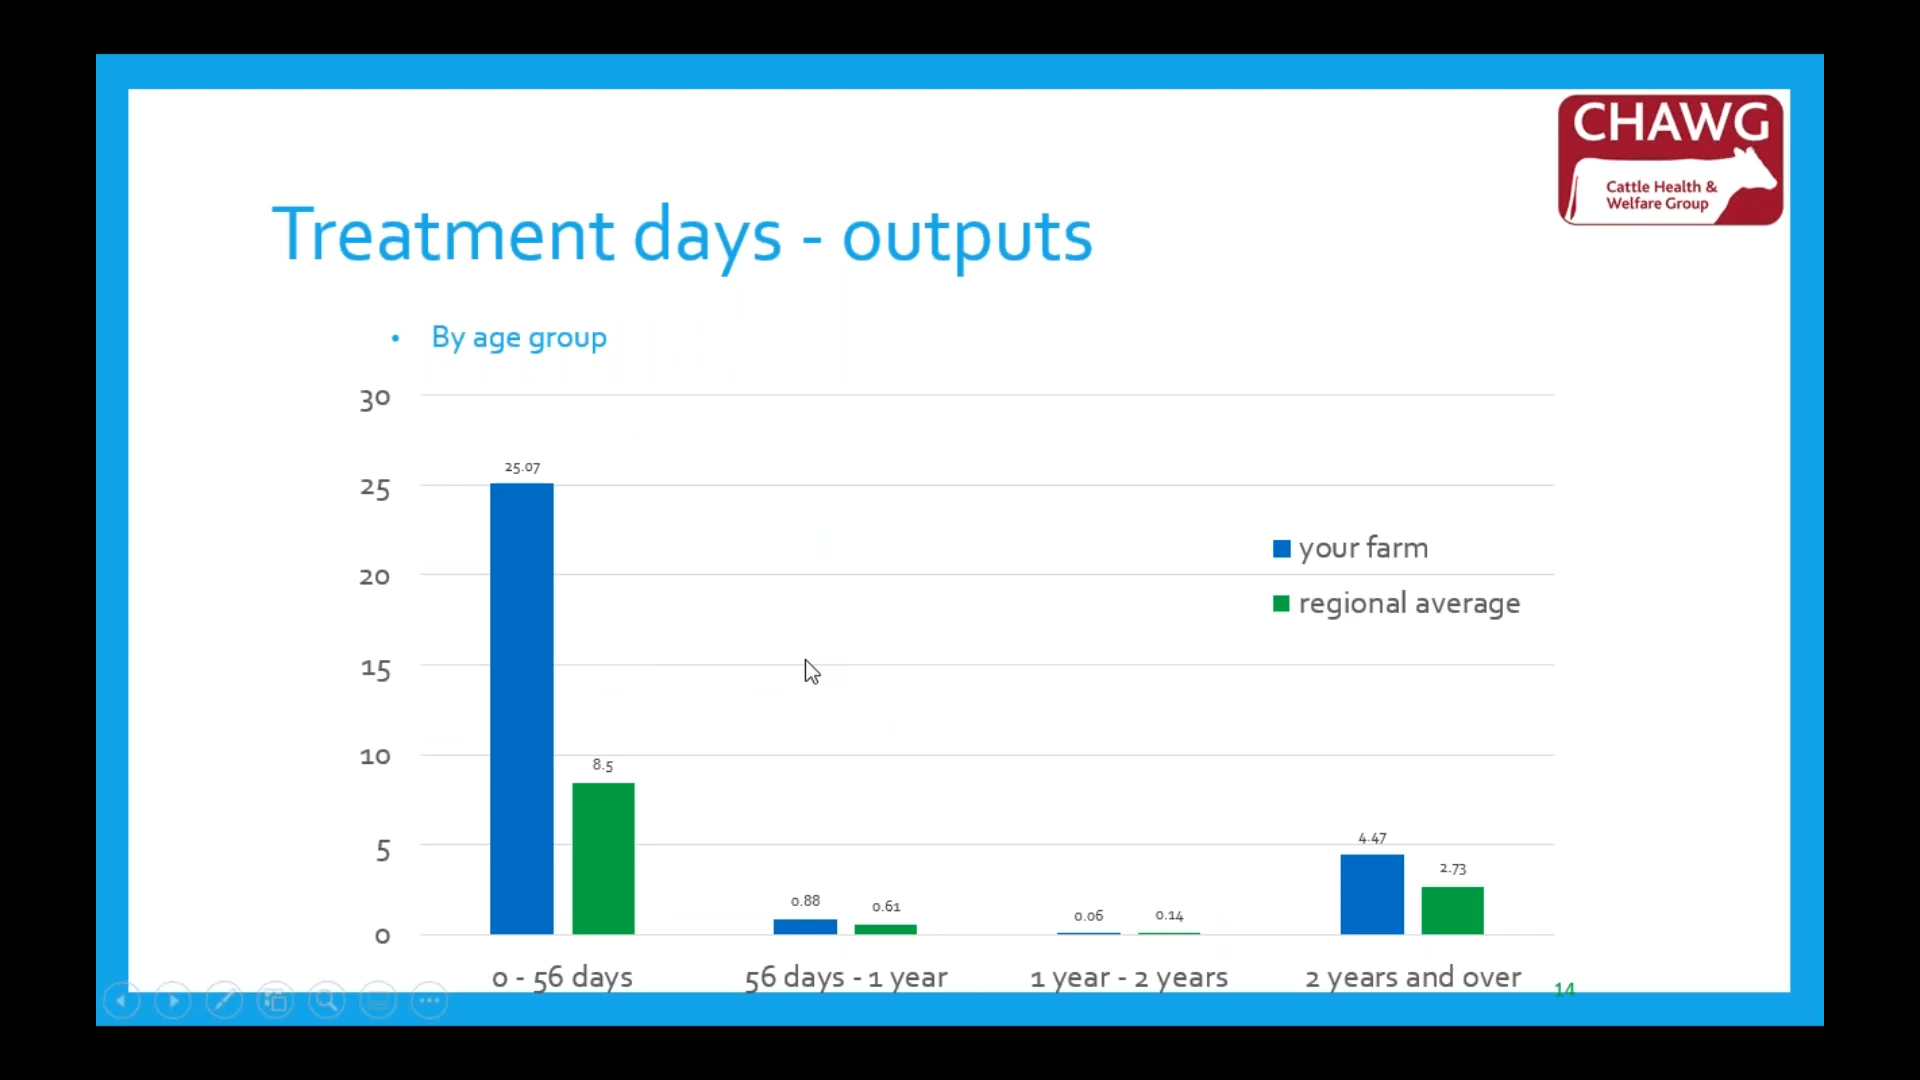 CHAWG
Cattle Health &
Welfare Group
Treatment days - outputs
• By age group
30
25
20
15
10
5
0
25.07
8.5
0.88
0.61
0.06
0.14
4.47
2.73
your farm
regional average
0 - 56 days
56 days - 1 year
1 year - 2 years
2 years and over
14